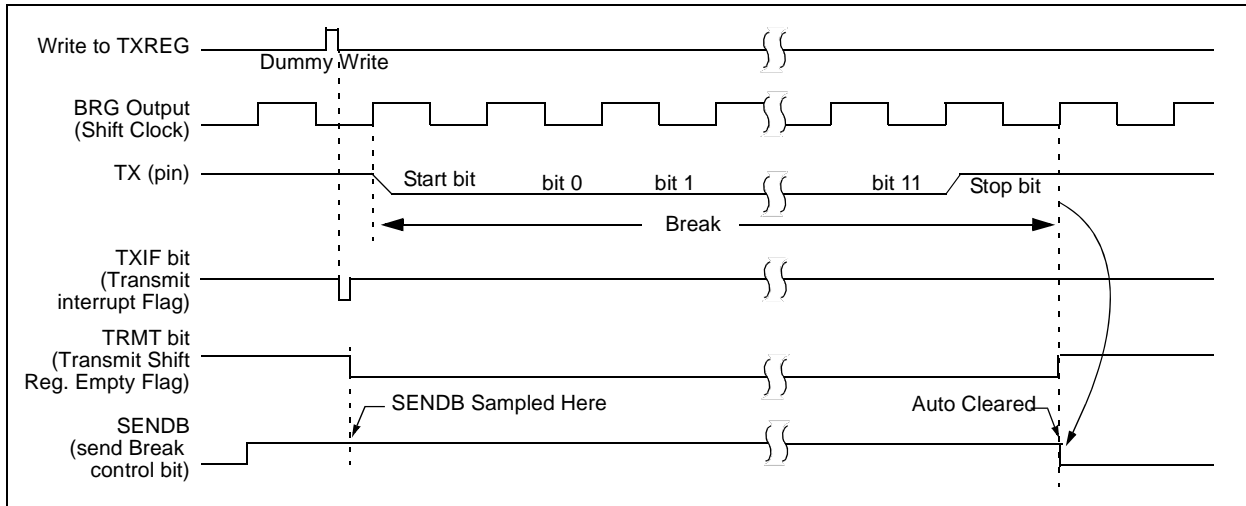 Write to TXREG
Dummy Write
BRG Output
(Shift Clock)
TX (pin)
Start bit
bit 0
bit 1
bit 11
Stop bit
Break
TXIF bit
(Transmit
interrupt Flag)
TRMT bit
(Transmit Shift
Reg. Empty Flag)
SENDB Sampled Here
Auto Cleared
SENDB
(send Break
control bit)